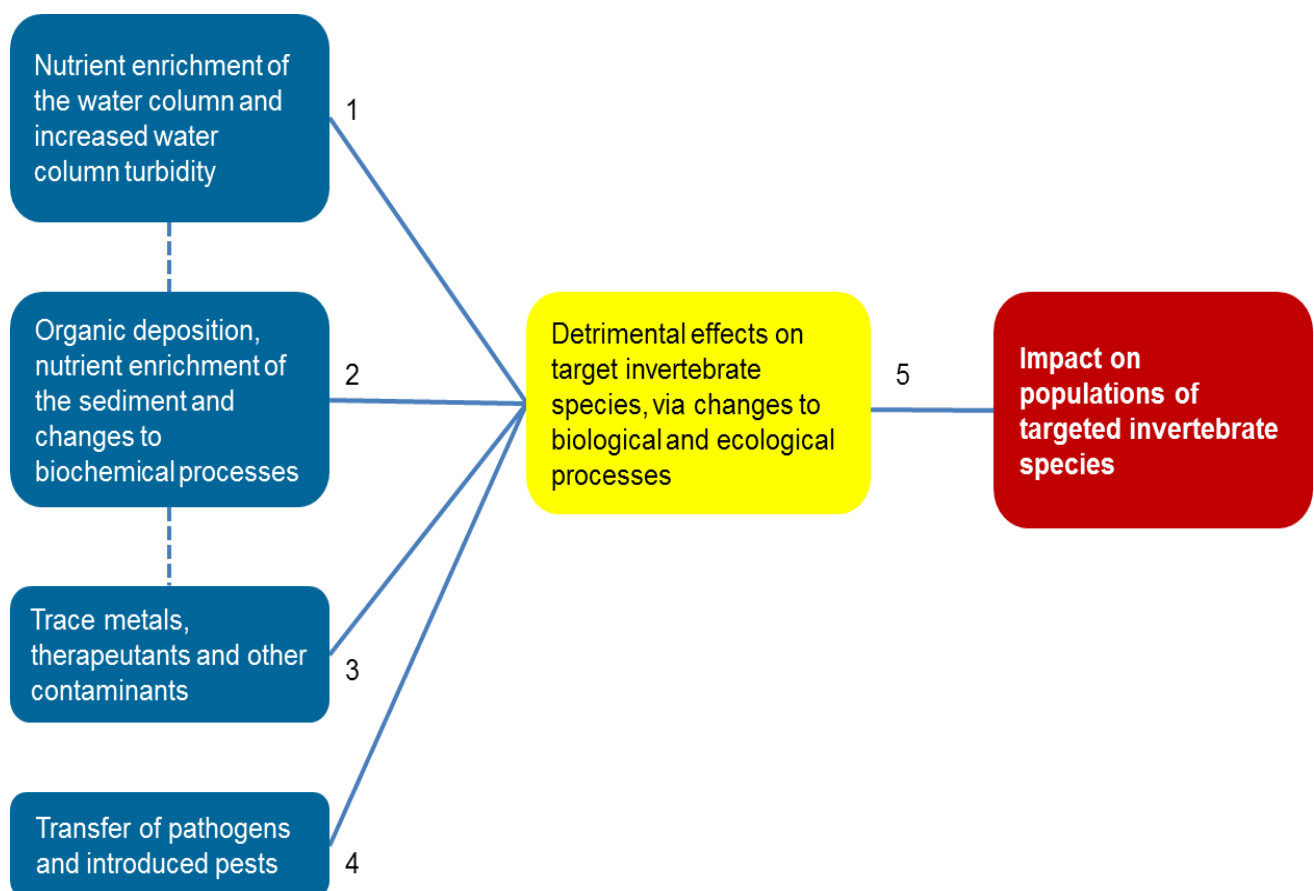 Nutrient enrichment of
the water column and
increased water
column turbidity
1
Organic deposition,
nutrient enrichment of
the sediment and
changes to
biochemical processes
2
Trace metals,
therapeutants and other
contaminants
3
Transfer of pathogens
and introduced pests
4
Detrimental effects on
target invertebrate
species, via changes to
biological and ecological
processes
5
Impact on
populations of
targeted invertebrate
species